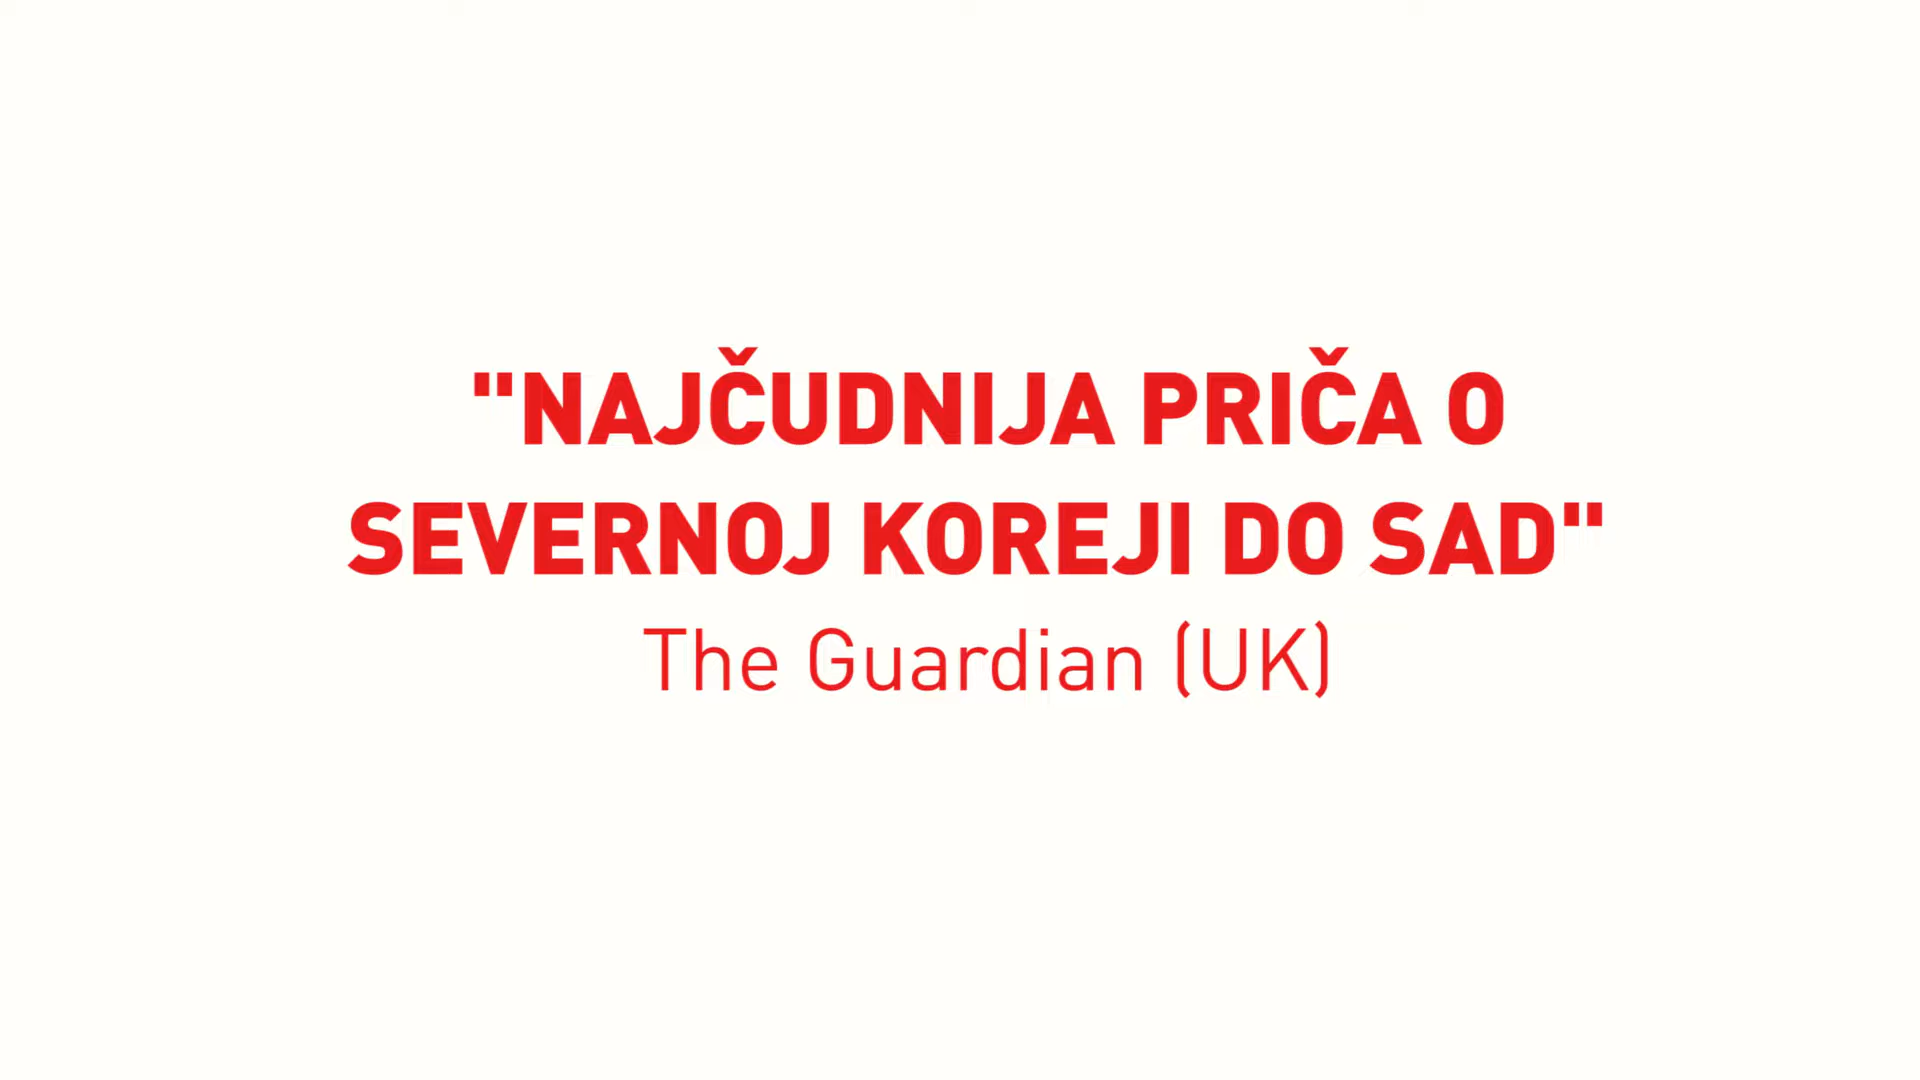 "NAJČUDNIJA PRIČA O
SEVERNOJ KOREJI DO SAD"
The Guardian (UK)